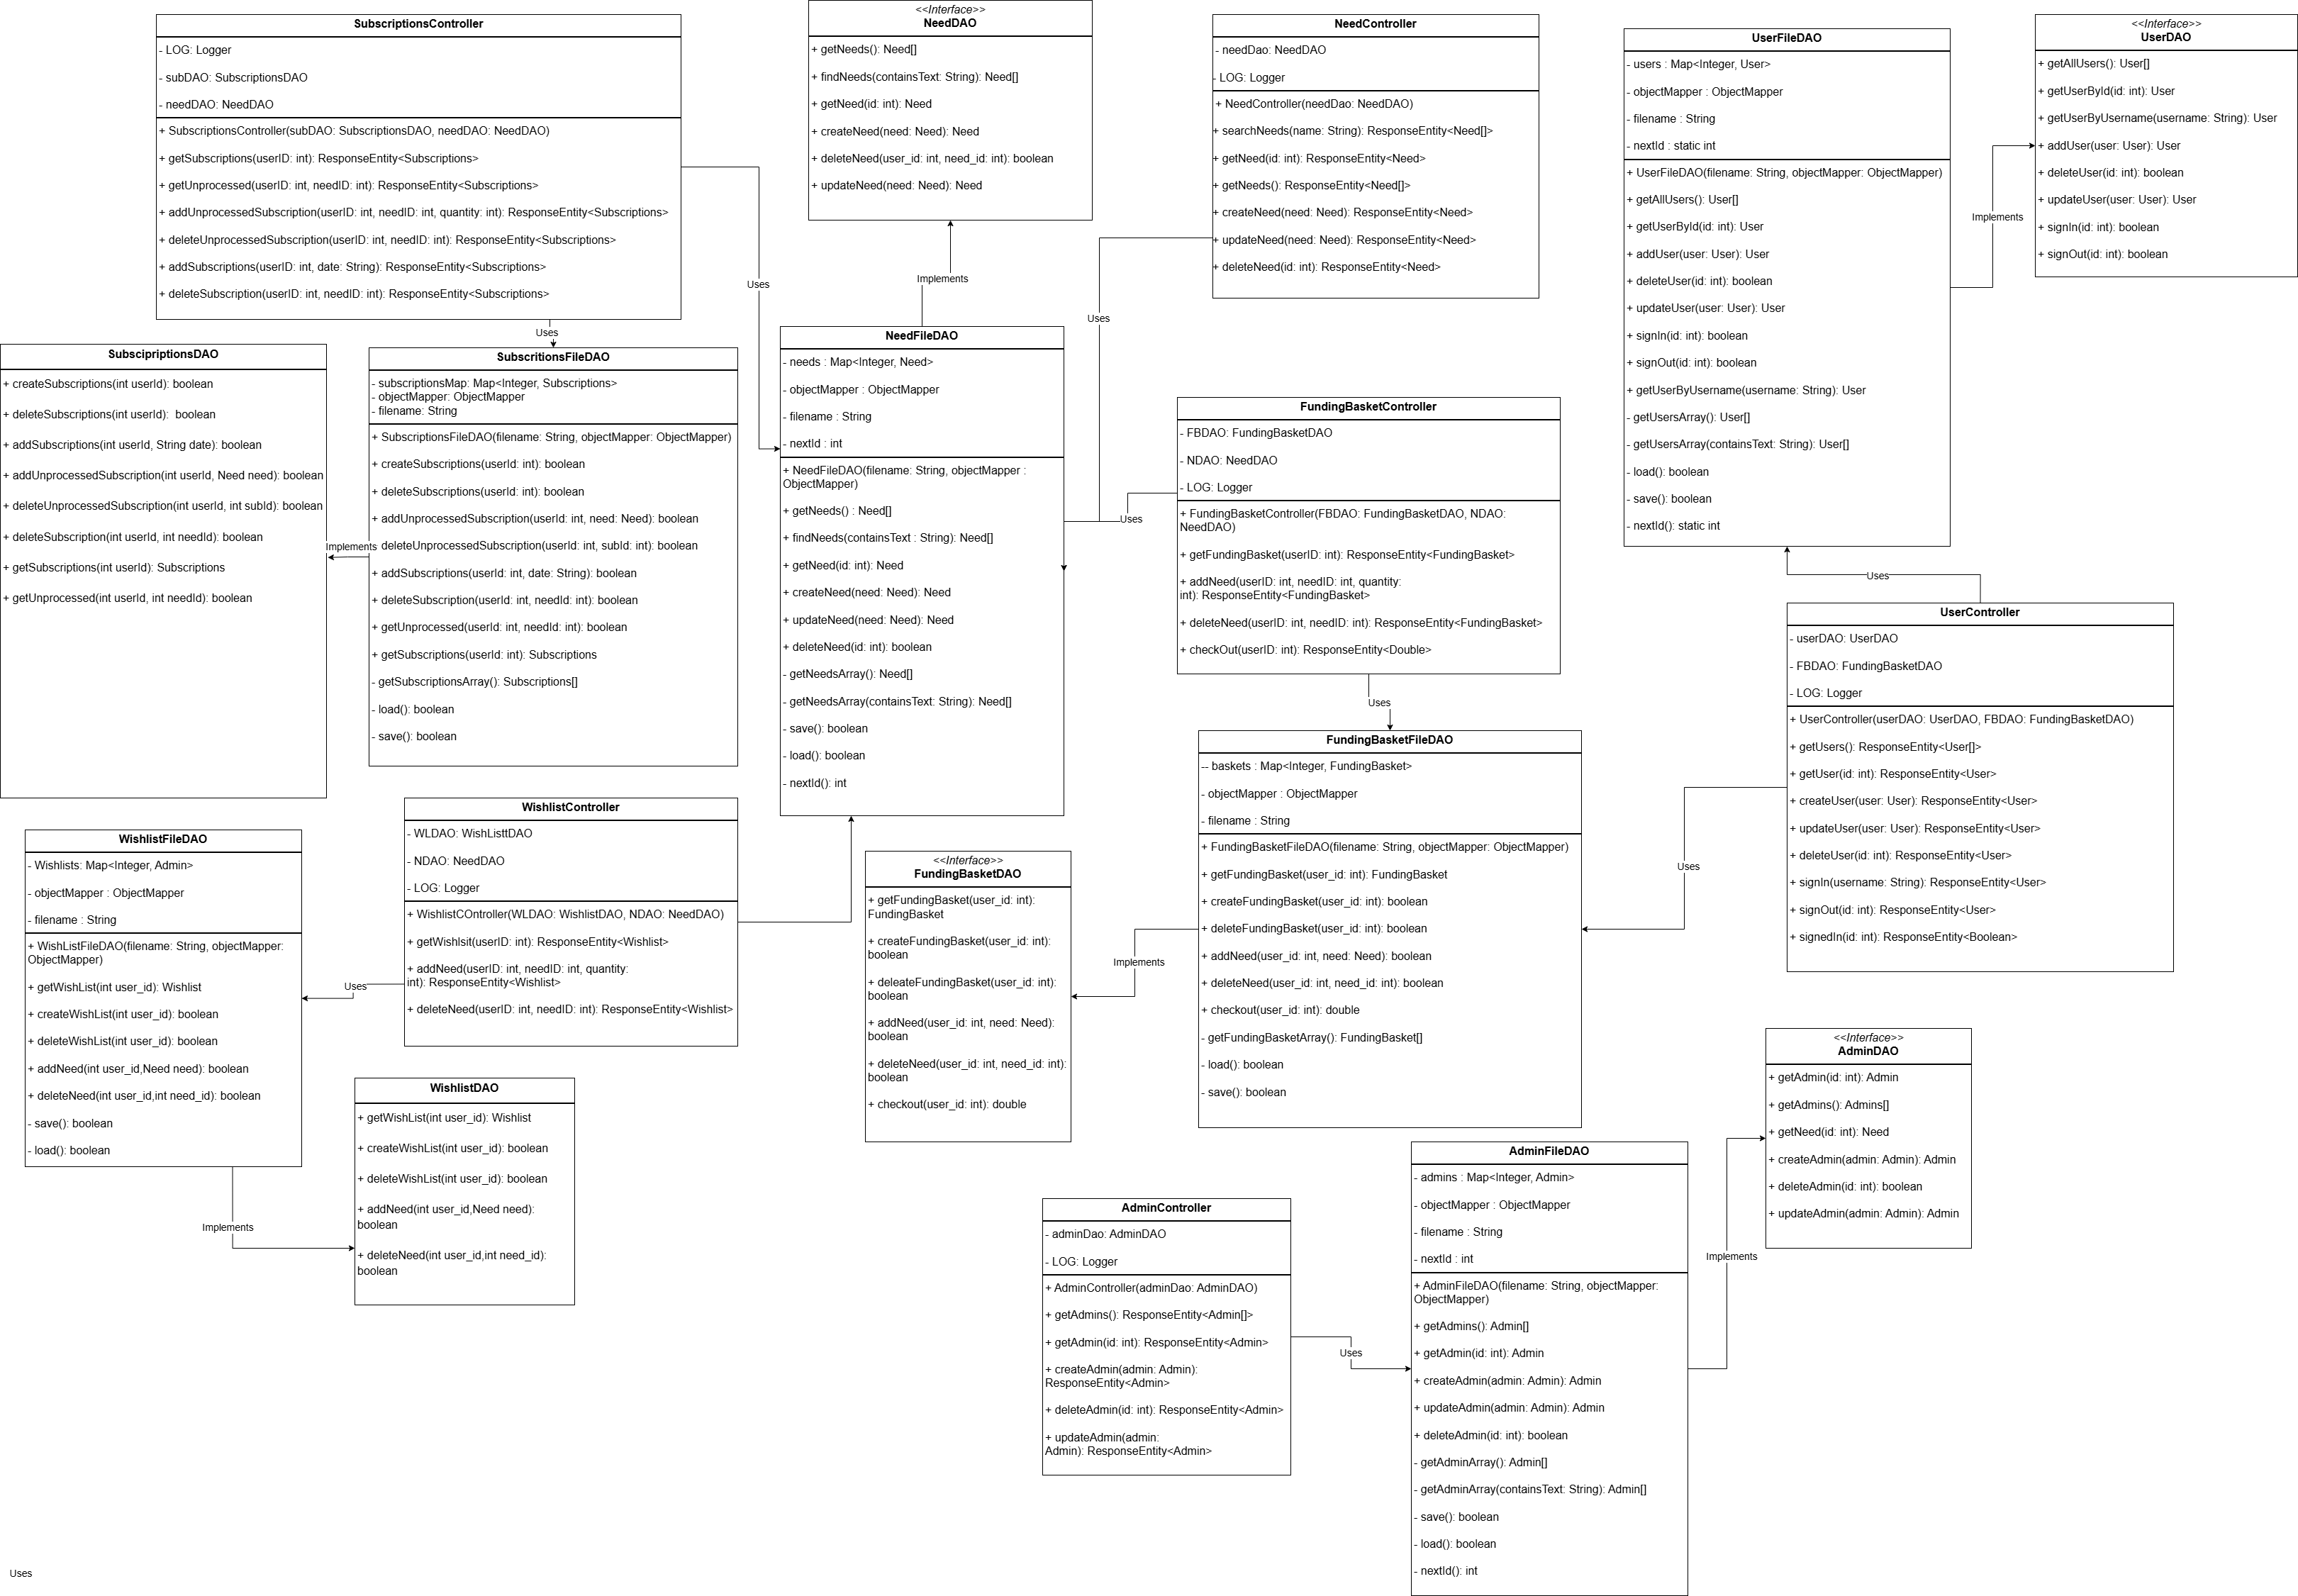 SubscriptionsController
- LOG: Logger
- subDAO: SubscriptionsDAO
- needDAO: NeedDAO
+ SubscriptionsController(subDAO: SubscriptionsDAO, needDAO: NeedDAO)
+ getSubscriptions(userID: int): ResponseEntity<Subscriptions>
+ getUnprocessed(userID: int, needID: int): ResponseEntity<Subscriptions>
+ addUnprocessedSubscription(userID: int, needID: int, quantity: int): ResponseEntity<Subscriptions>
+ deleteUnprocessedSubscription(userID: int, needID: int): ResponseEntity<Subscriptions>
+ addSubscriptions(userID: int, date: String): ResponseEntity<Subscriptions>
+ deleteSubscription(userID: int, needID: int): ResponseEntity<Subscriptions>
<<Interface>>
NeedDAO
+ getNeeds(): Need[]
+ findNeeds(containsText: String): Need[]
+ getNeed(id: int): Need
+ createNeed(need: Need): Need
+ deleteNeed(user_id: int, need_id: int): boolean
+ updateNeed(need: Need): Need
NeedController
- needDao: NeedDAO
- LOG: Logger
+ NeedController(needDao: NeedDAO)
+ searchNeeds(name: String): ResponseEntity<Need[]>
+ getNeed(id: int): ResponseEntity<Need>
+ getNeeds(): ResponseEntity<Need[]>
+ createNeed(need: Need): ResponseEntity<Need>
+ updateNeed(need: Need): ResponseEntity<Need>
+ deleteNeed(id: int): ResponseEntity<Need>
UserFileDAO
- users : Map<Integer, User>
- objectMapper : ObjectMapper
- filename : String
- nextId : static int
+ UserFileDAO(filename: String, objectMapper: ObjectMapper)
+ getAllUsers(): User[]
+ getUserById(id: int): User
+ addUser(user: User): User
+ deleteUser(id: int): boolean
+ updateUser(user: User): User
+ signIn(id: int): boolean
+ signOut(id: int): boolean
+ getUserByUsername(username: String): User
- getUsersArray(): User[]
- getUsersArray(containsText: String): User[]
- load(): boolean
- save(): boolean
- nextId(): static int
Implements
<<Interface>>
UserDAO
+ getAllUsers(): User[]
+ getUserById(id: int): User
+ getUserByUsername(username: String): User
+ addUser(user: User): User
+ deleteUser(id: int): boolean
+ updateUser(user: User): User
+ signIn(id: int): boolean
+ signOut(id: int): boolean
Uses
Uses
Implements
Uses
SubscipriptionsDAO
+ createSubscriptions(int userId): boolean
+ deleteSubscriptions(int userId): boolean
+ addSubscriptions(int userId, String date): boolean
+ addUnprocessedSubscription(int userId, Need need): boolean
+ deleteUnprocessedSubscription(int userId, int subId): boolean
+ deleteSubscription(int userId, int needId): boolean
+ getSubscriptions(int userId): Subscriptions
+ getUnprocessed(int userId, int needId): boolean
Implements
SubscritionsFileDAO
- subscriptionsMap: Map<Integer, Subscriptions>
- objectMapper: ObjectMapper
- filename: String
+ SubscriptionsFileDAO(filename: String, objectMapper: ObjectMapper)
+ createSubscriptions(userId: int): boolean
+ deleteSubscriptions(userId: int): boolean
+ addUnprocessedSubscription(userId: int, need: Need): boolean
deleteUnprocessedSubscription(userId: int, subId: int): boolean
+ addSubscriptions(userId: int, date: String): boolean
+ deleteSubscription(userId: int, needId: int): boolean
+ getUnprocessed(userId: int, needId: int): boolean
+ getSubscriptions(userId: int): Subscriptions
- getSubscriptionsArray(): Subscriptions[]
- load(): boolean
- save(): boolean
NeedFileDAO
- needs : Map<Integer, Need>
- objectMapper : ObjectMapper
- filename : String
- nextId : int
+ NeedFileDAO(filename: String, objectMapper :
ObjectMapper)
+ getNeeds() : Need[]
+ findNeeds(containsText : String): Need[]
+ getNeed(id: int): Need
+ createNeed(need: Need): Need
+ updateNeed(need: Need): Need
+ deleteNeed(id: int): boolean
- getNeedsArray(): Need[]
- getNeedsArray(containsText: String): Need[]
- save(): boolean
- load(): boolean
- nextId(): int
Uses
FundingBasketController
- FBDAO: FundingBasketDAO
- NDAO: NeedDAO
- LOG: Logger
+ FundingBasketController(FBDAO: FundingBasketDAO, NDAO:
NeedDAO)
+ getFundingBasket(userID: int): ResponseEntity<FundingBasket>
+ addNeed(userID: int, needID: int, quantity:
int): ResponseEntity<FundingBasket>
+ deleteNeed(userID: int, needID: int): ResponseEntity<FundingBasket>
+ checkOut(userID: int): ResponseEntity<Double>
Uses
Uses
UserController
- userDAO: UserDAO
- FBDAO: FundingBasketDAO
- LOG: Logger
+ UserController(userDAO: UserDAO, FBDAO: FundingBasketDAO)
+ getUsers(): ResponseEntity<User[]>
+ getUser(id: int): ResponseEntity<User>
+ createUser(user: User): ResponseEntity<User>
+ updateUser(user: User): ResponseEntity<User>
+ deleteUser(id: int): ResponseEntity<User>
+ signIn(username: String): ResponseEntity<User>
+ signOut(id: int): ResponseEntity<User>
+ signedIn(id: int): ResponseEntity<Boolean>
Uses
FundingBasketFileDAO
-- baskets : Map<Integer, FundingBasket>
- objectMapper : ObjectMapper
- filename : String
+ FundingBasketFileDAO(filename: String, objectMapper: ObjectMapper)
+ getFundingBasket(user_id: int): FundingBasket
+ createFundingBasket(user_id: int): boolean
+ deleteFundingBasket(user_id: int): boolean
+ addNeed(user_id: int, need: Need): boolean
+ deleteNeed(user_id: int, need_id: int): boolean
+ checkout(user_id: int): double
- getFundingBasketArray(): FundingBasket[]
- load(): boolean
- save(): boolean
Implements
<<Interface>>
FundingBasketDAO
+ getFundingBasket(user_id: int):
FundingBasket
+ createFundingBasket(user_id: int):
boolean
+ deleateFundingBasket(user_id: int):
boolean
+ addNeed(user_id: int, need: Need):
boolean
+ deleteNeed(user_id: int, need_id: int):
boolean
+ checkout(user_id: int): double
WishlistController
- WLDAO: WishListtDAO
- NDAO: NeedDAO
- LOG: Logger
+ WishlistCOntroller(WLDAO: WishlistDAO, NDAO: NeedDAO)
+ getWishlsit(userID: int): ResponseEntity<Wishlist>
+ addNeed(userID: int, needID: int, quantity:
int): ResponseEntity<Wishlist>
+ deleteNeed(userID: int, needID: int): ResponseEntity<Wishlist>
Uses
WishlistFileDAO
- Wishlists: Map<Integer, Admin>
- objectMapper : ObjectMapper
- filename : String
+ WishListFileDAO(filename: String, objectMapper:
ObjectMapper)
+ getWishList(int user_id): Wishlist
+ createWishList(int user_id): boolean
+ deleteWishList(int user_id): boolean
+ addNeed(int user_id,Need need): boolean
+ deleteNeed(int user_id,int need_id): boolean
- save(): boolean
- load(): boolean
Implements
WishlistDAO
+ getWishList(int user_id): Wishlist
+ createWishList(int user_id): boolean
+ deleteWishList(int user_id): boolean
+ addNeed(int user_id,Need need):
boolean
+ deleteNeed(int user_id,int need_id):
boolean
AdminController
- adminDao: AdminDAO
- LOG: Logger
+ AdminController(adminDao: AdminDAO)
+ getAdmins(): ResponseEntity<Admin[]>
+ getAdmin(id: int): ResponseEntity<Admin>
+ createAdmin(admin: Admin):
ResponseEntity<Admin>
+ deleteAdmin(id: int): ResponseEntity<Admin>
+ updateAdmin(admin:
Admin): ResponseEntity<Admin>
Uses
AdminFileDAO
- admins : Map<Integer, Admin>
- objectMapper : ObjectMapper
- filename : String
- nextId : int
+ AdminFileDAO(filename: String, objectMapper:
ObjectMapper)
+ getAdmins(): Admin[]
+ getAdmin(id: int): Admin
+ createAdmin(admin: Admin): Admin
+ updateAdmin(admin: Admin): Admin
+ deleteAdmin(id: int): boolean
- getAdminArray(): Admin[]
- getAdminArray(containsText: String): Admin[]
- save(): boolean
- load(): boolean
- nextId(): int
Implements
<<Interface>>
AdminDAO
+ getAdmin(id: int): Admin
+ getAdmins(): Admins[]
+ getNeed(id: int): Need
+ createAdmin(admin: Admin): Admin
+ deleteAdmin(id: int): boolean
+ updateAdmin(admin: Admin): Admin
Uses